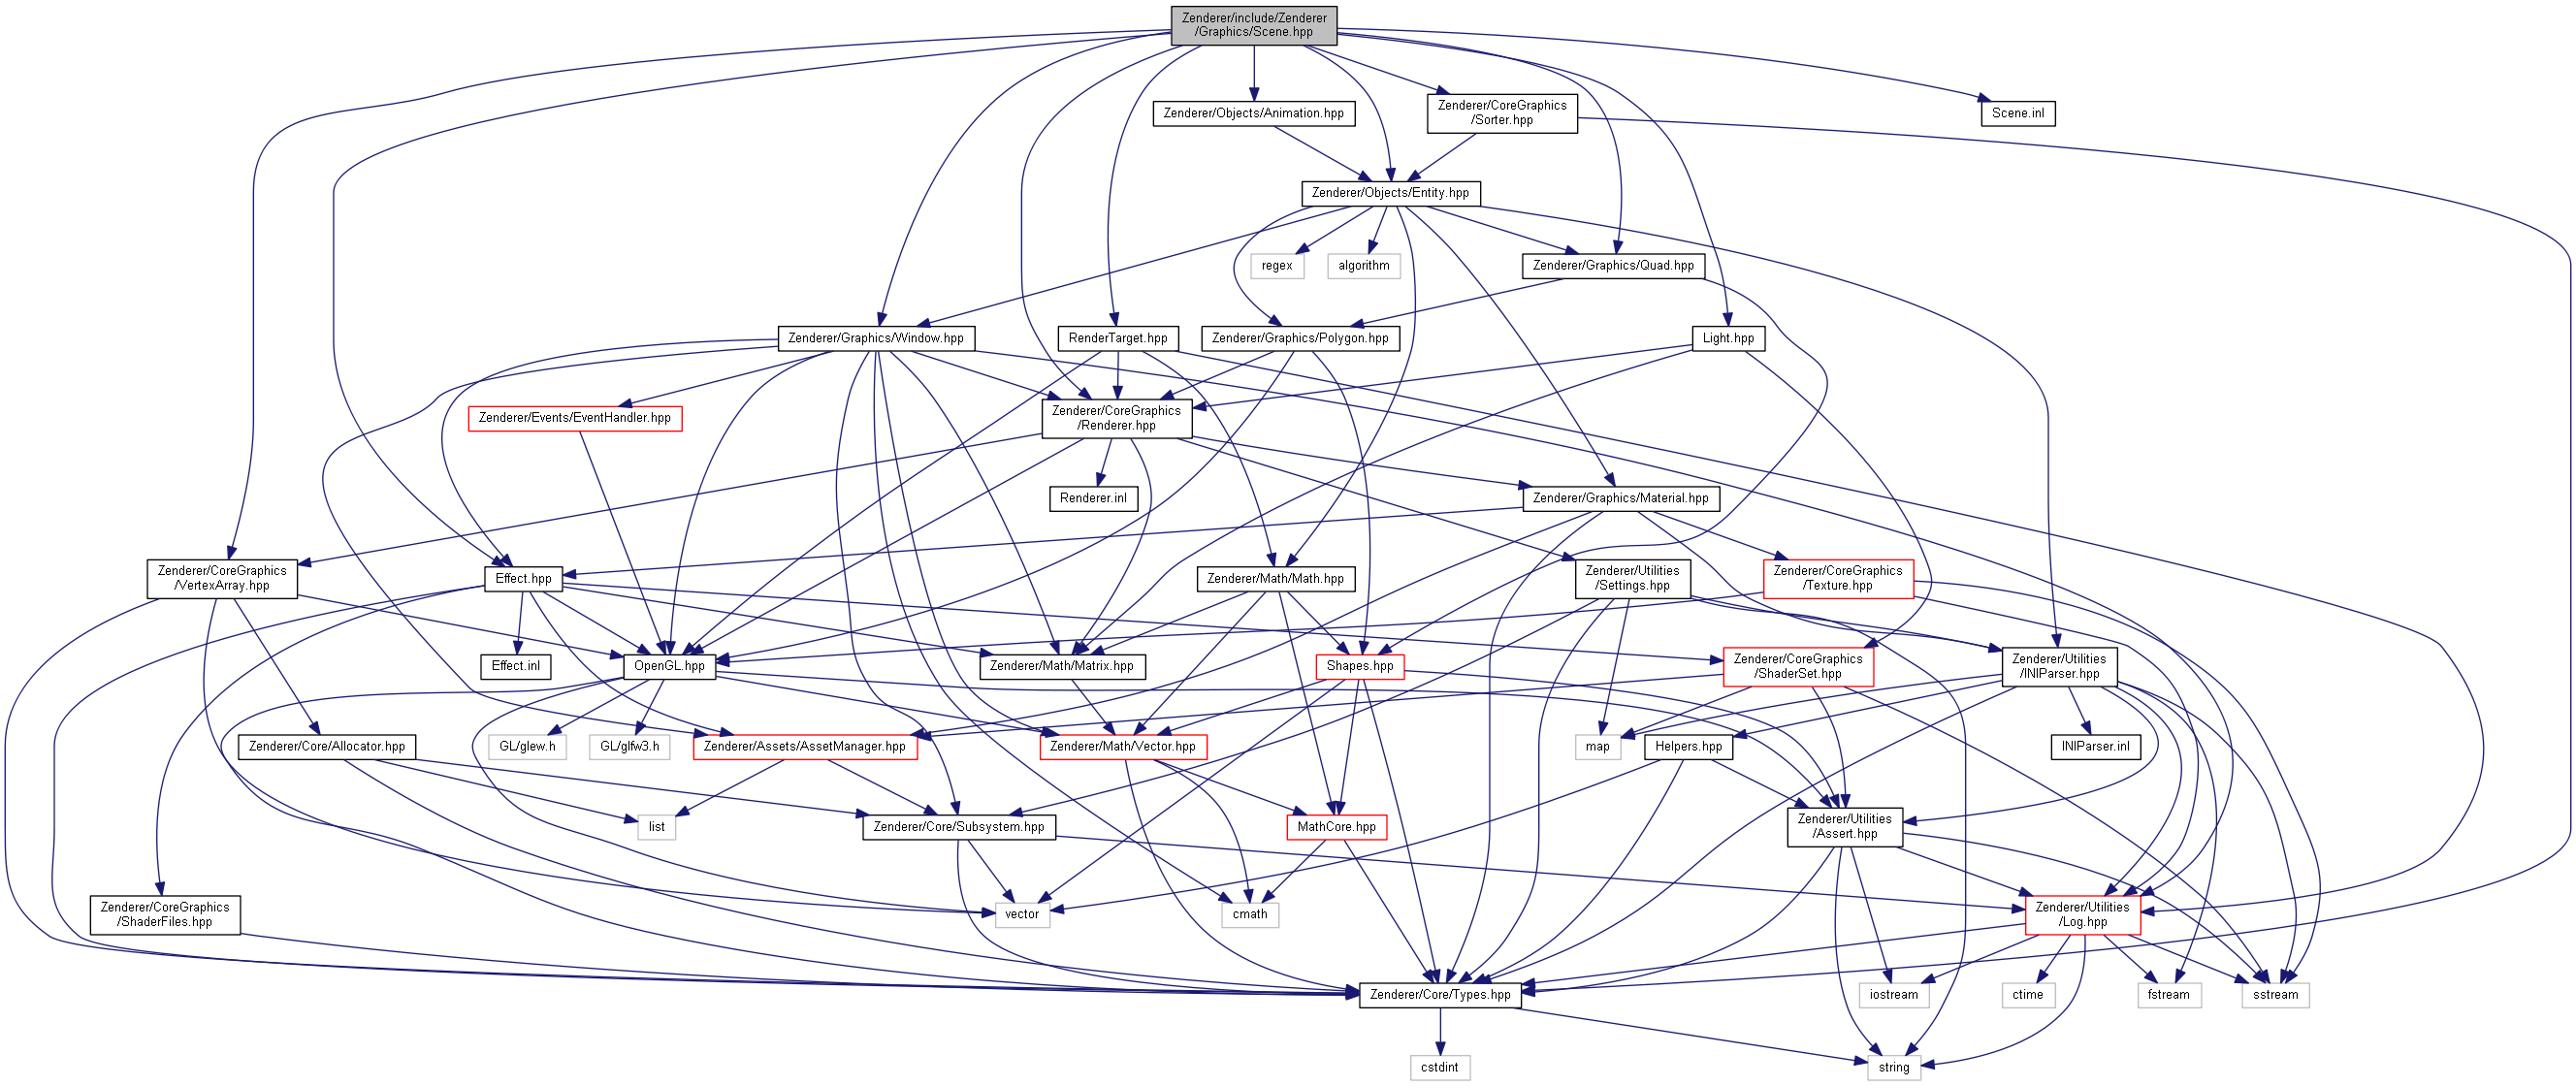 Zenderer/include/Zenderer
/Graphics/Scene.hpp
Zenderer/Objects/Animation.hpp
Zenderer/CoreGraphics
/Sorter.hpp
Scene.inl
Zenderer/Objects/Entity.hpp
regex
algorithm
Zenderer/Graphics/Quad.hpp
Zenderer/Graphics/Window.hpp
RenderTarget.hpp
Zenderer/Graphics/Polygon.hpp
Light.hpp
Zenderer/Events/EventHandler.hpp
Zenderer/CoreGraphics
/Renderer.hpp
Renderer.inl
Zenderer/Graphics/Material.hpp
Zenderer/CoreGraphics
/VertexArray.hpp
Effect.hpp
Zenderer/Math/Math.hpp
Zenderer/Utilities
/Settings.hpp
Zenderer/CoreGraphics
/Texture.hpp
Effect.inl
OpenGL.hpp
Zenderer/Math/Matrix.hpp
Shapes.hpp
Zenderer/CoreGraphics
/ShaderSet.hpp
Zenderer/Utilities
/INIParser.hpp
Zenderer/Core/Allocator.hpp
GL/glew.h
GL/glfw3.h
Zenderer/Assets/AssetManager.hpp
Zenderer/Math/Vector.hpp
map
Helpers.hpp
INIParser.inl
list
Zenderer/Core/Subsystem.hpp
MathCore.hpp
Zenderer/Utilities
/Assert.hpp
Zenderer/CoreGraphics
/ShaderFiles.hpp
vector
cmath
Zenderer/Utilities
/Log.hpp
Zenderer/Core/Types.hpp
iostream
ctime
fstream
sstream
cstdint
string